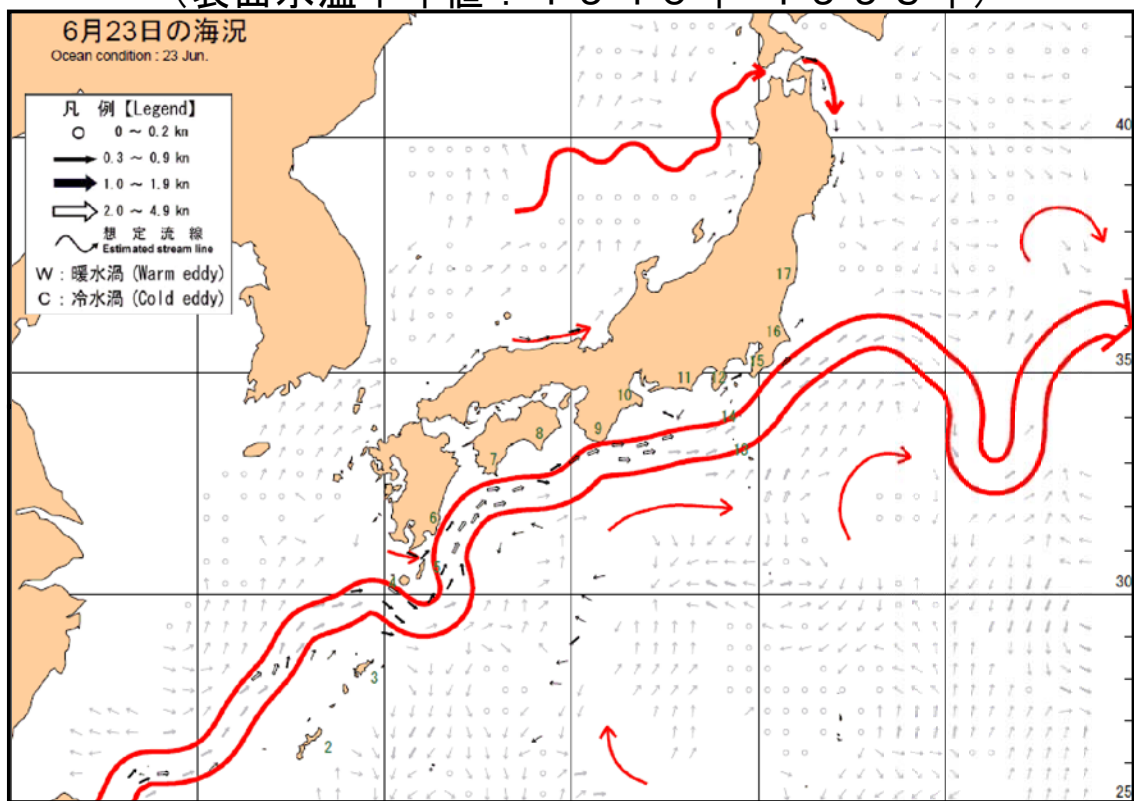 6月23日の海況
Ocean condition : 23 Jun.
凡 例【Legend】
0 ～ 0.2 kn
0.3 ～ 0.9 kn
1.0 ～ 1.9 kn
2.0 ～ 4.9 kn
想 定 流 線
Estimated stream line
W : 暖水渦 (Warm eddy)
C : 冷水渦 (Cold eddy)
40
17
16
35
15
12
11
10
14
9
8
7
6
30
3
2
25